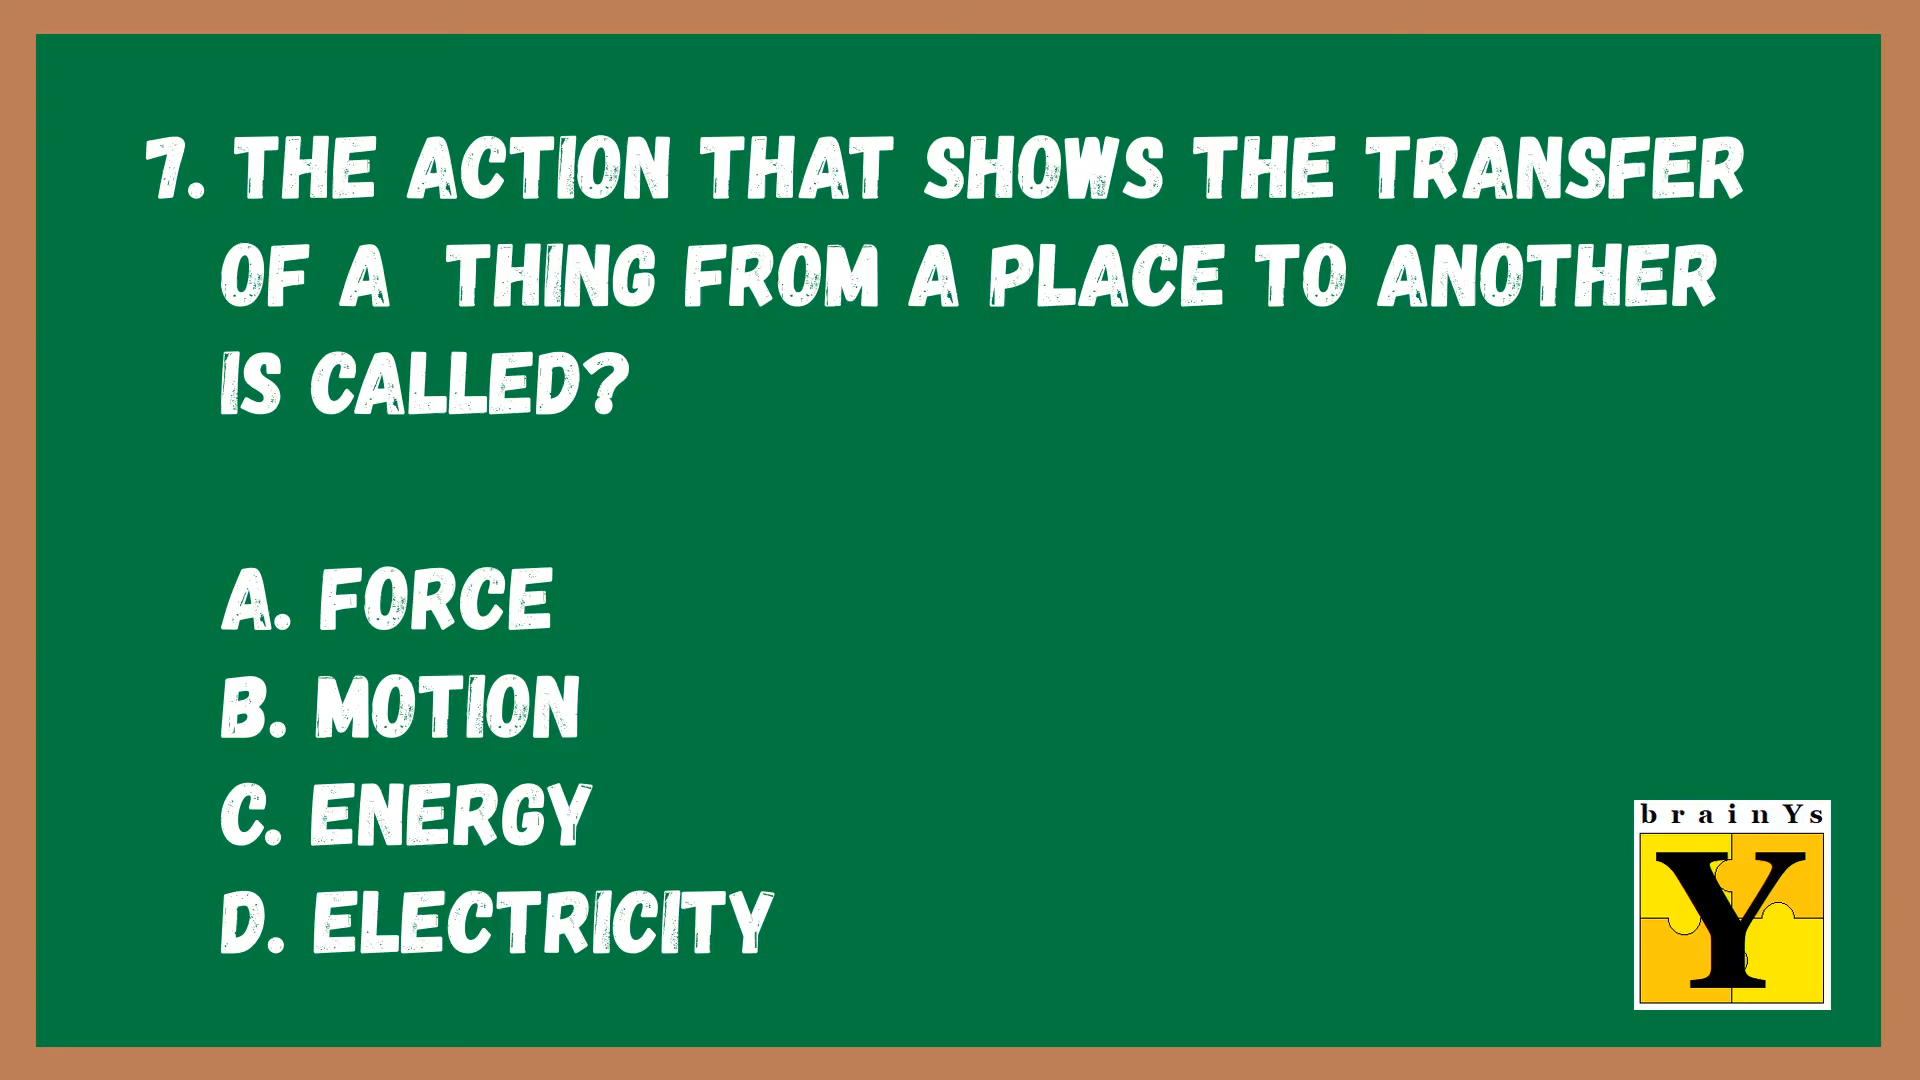 7. THE ACTION THAT SHOWS THE TRANSFER
OF A THING FROM A PLACE TO ANOTHER
IS CALLED?
A. FORCE
B. MOTION
C. ENERGY
D. ELECTRICITY
brainYs
Y